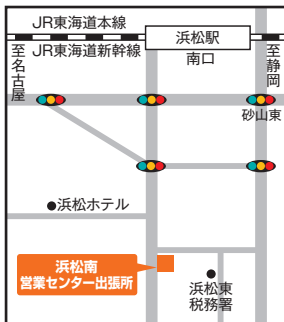 JR東海道本線
JR東海道新幹線
浜松駅
南口
至名古屋
至静岡
砂山東
浜松ホテル
浜松南
営業センター出張所
浜松東
税務署